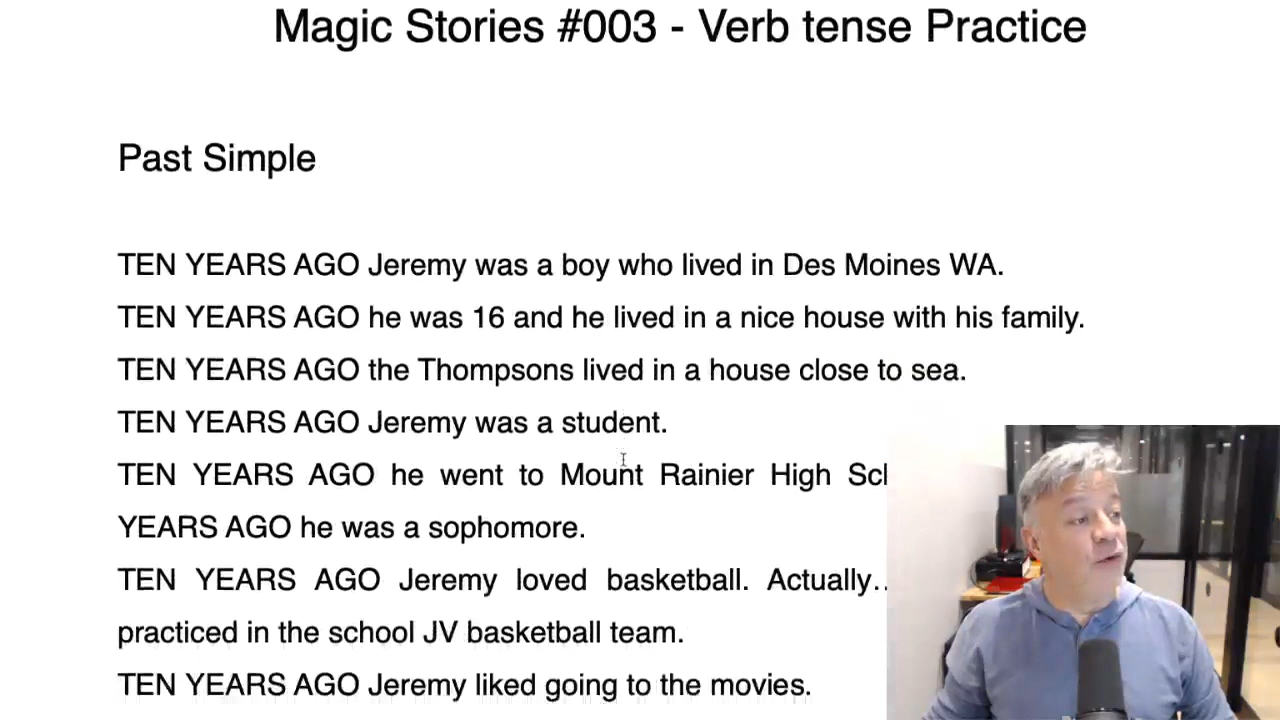 Magic Stories #003 - Verb tense Practice
Past Simple
TEN YEARS AGO Jeremy was a boy who lived in Des Moines WA.
TEN YEARS AGO he was 16 and he lived in a nice house with his family.
TEN YEARS AGO the Thompsons lived in a house close to sea.
TEN YEARS AGO Jeremy was a student.
TEN YEARS AGO he went to Mount Rainier High
YEARS AGO he was a sophomore.
TEN YEARS AGO Jeremy loved basketball. Actually..
practiced in the school JV basketball team.
TEN YEARS AGO Jeremy liked going to the movies.